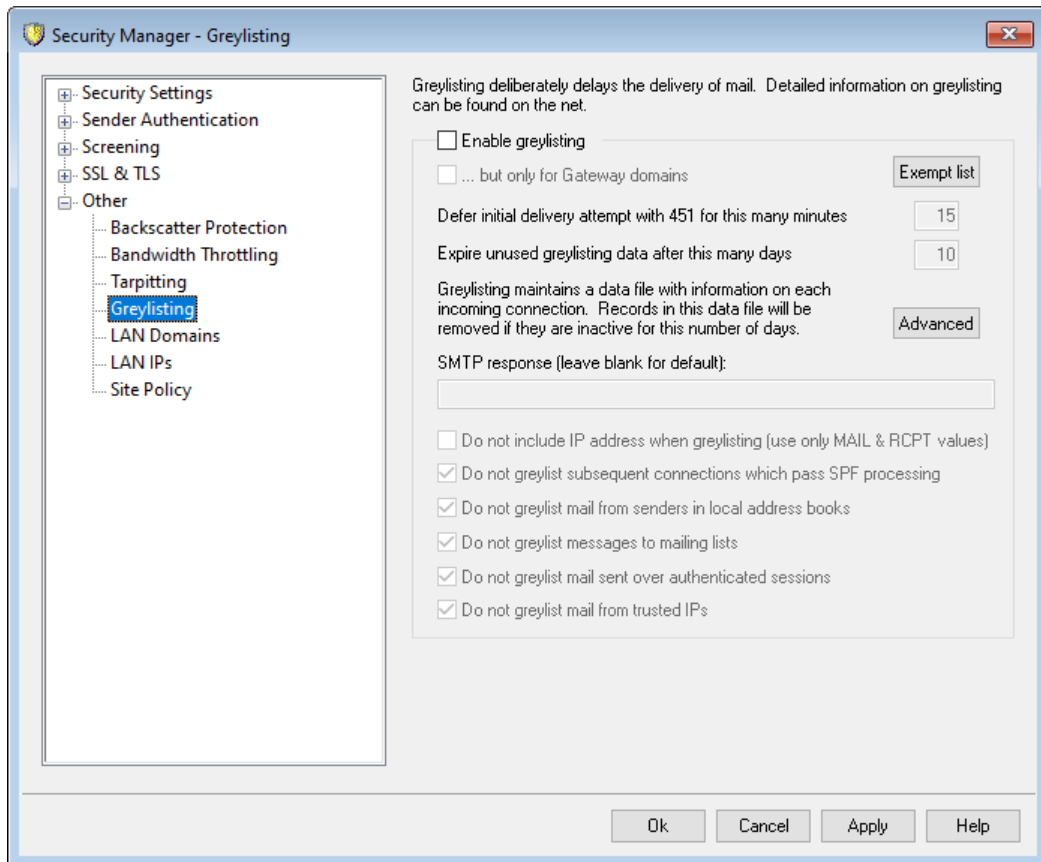 Security Manager - Greylisting
Security Settings
Sender Authentication
Screening
SSL & TLS
Other
Backscatter Protection
Bandwidth Throttling
Tarpitting
Greylisting
LAN Domains
LAN IPs
Site Policy
Greylisting deliberately delays the delivery of mail.  Detailed information on greylisting
can be found on the net.
Enable greylisting
... but only for Gateway domains
Exempt list
Defer initial delivery attempt with 451 for this many minutes
15
Expire unused greylisting data after this many days
10
Greylisting maintains a data file with information on each
incoming connection.  Records in this data file will be
removed if they are inactive for this number of days.
Advanced
SMTP response (leave blank for default):
Do not include IP address when greylisting (use only MAIL & RCPT values)
Do not greylist subsequent connections which pass SPF processing
Do not greylist mail from senders in local address books
Do not greylist messages to mailing lists
Do not greylist mail sent over authenticated sessions
Do not greylist mail from trusted IPs
Ok
Cancel
Apply
Help